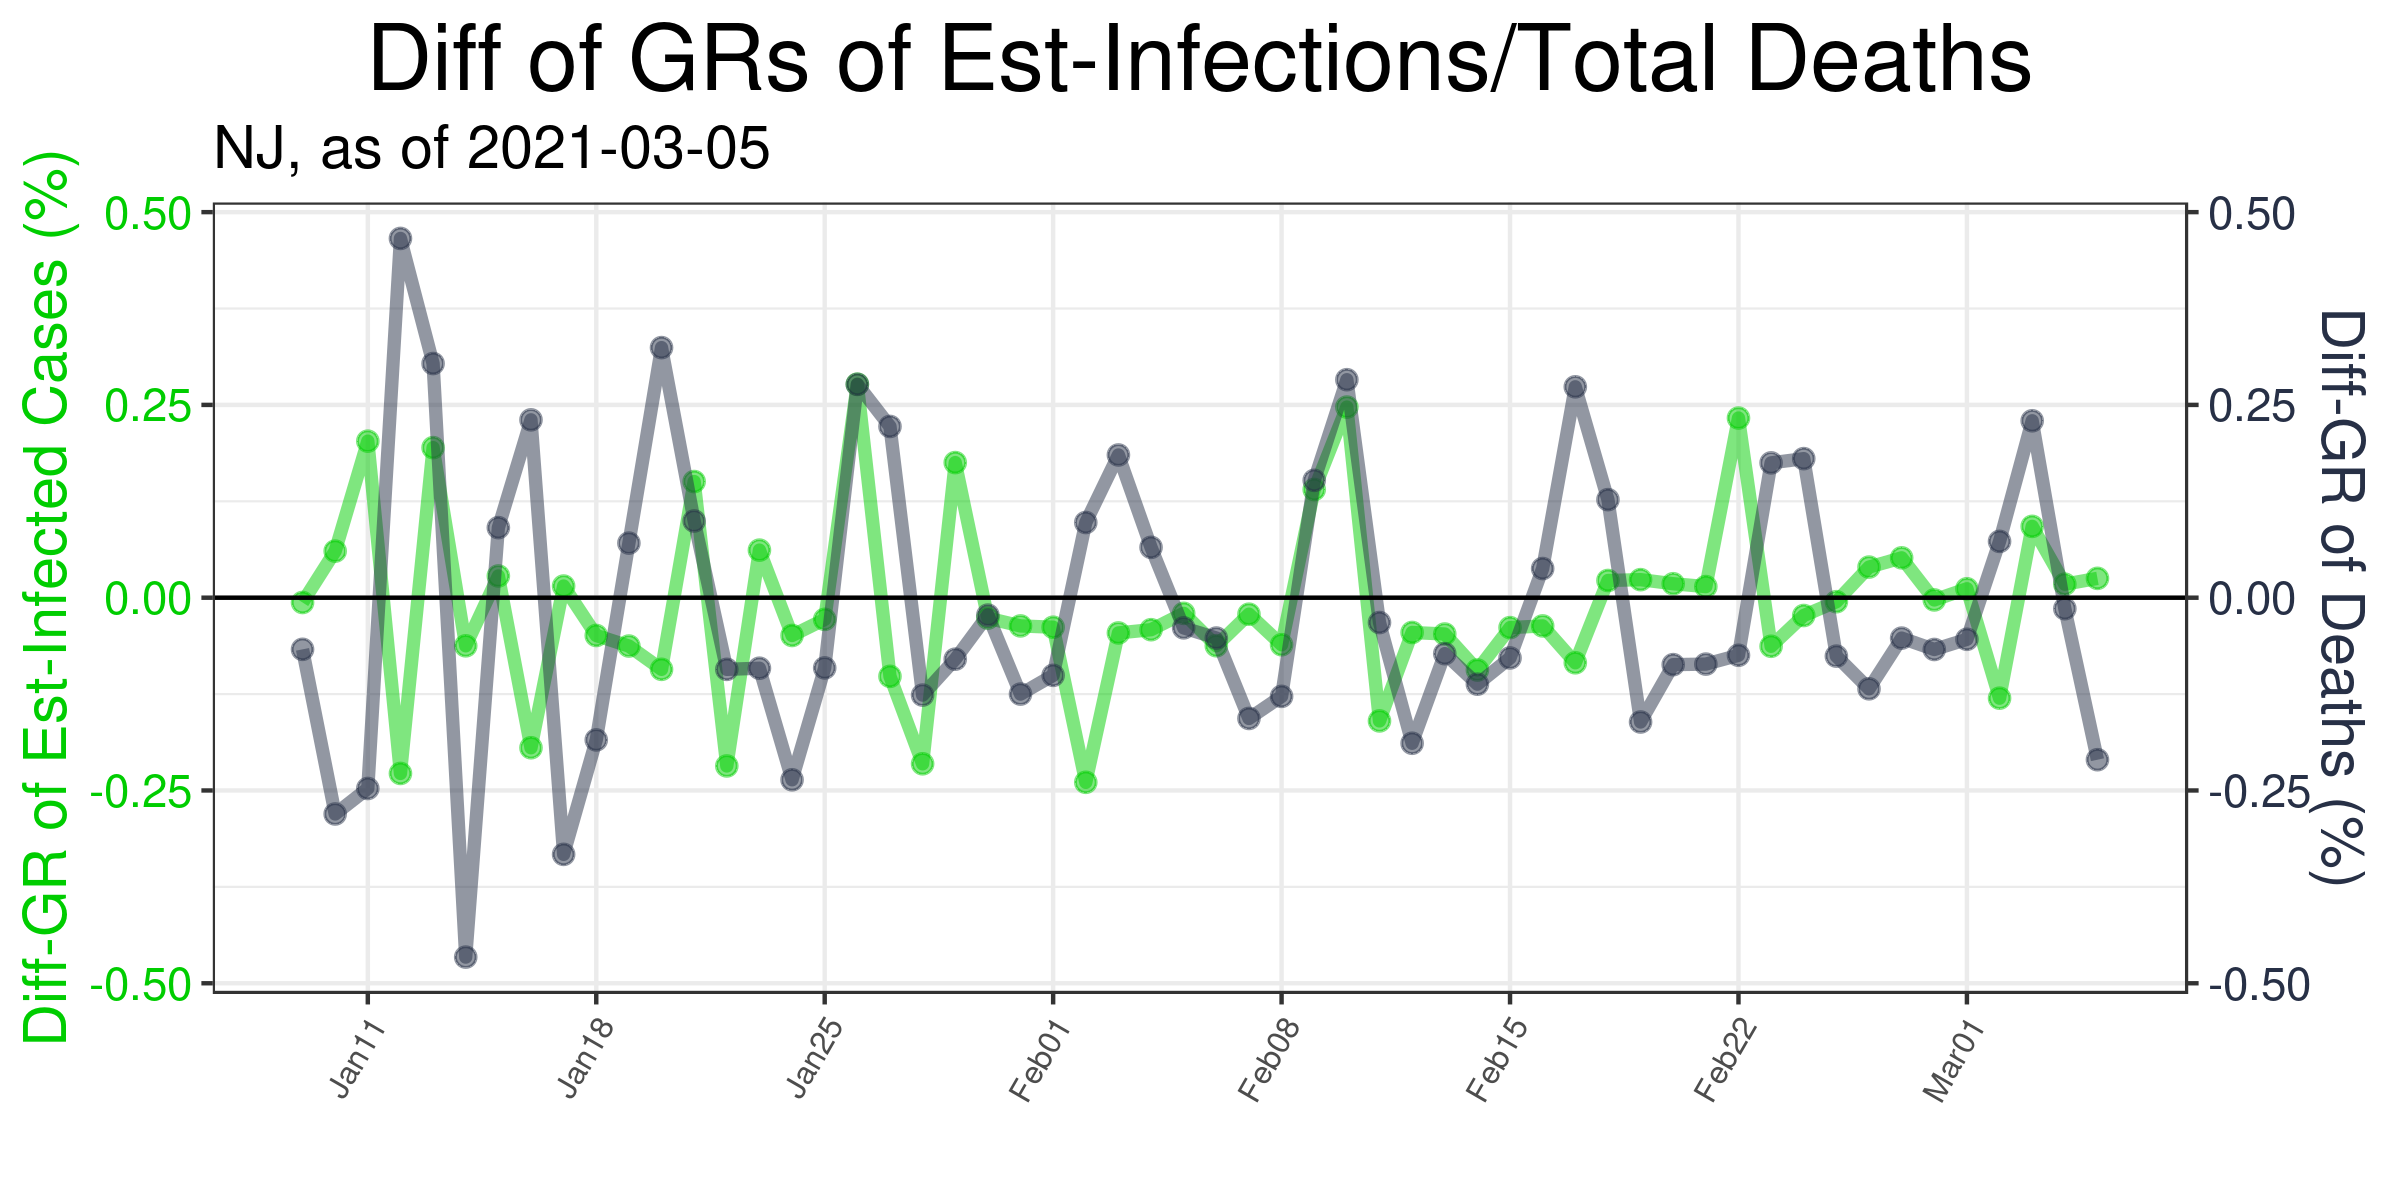 Diff of GRs of Est-Infections/Total Deaths
NJ, as of 2021-03-05
Diff-GR of Est-Infected Cases (%)
0.50
0.25
0.00
-0.25
-0.50
0.50
0.25
0.00
-0.25
-0.50
Diff-GR of Deaths (%)
Jan11
Jan18
Jan25
Feb01
Feb08
Feb15
Feb22
Mar01